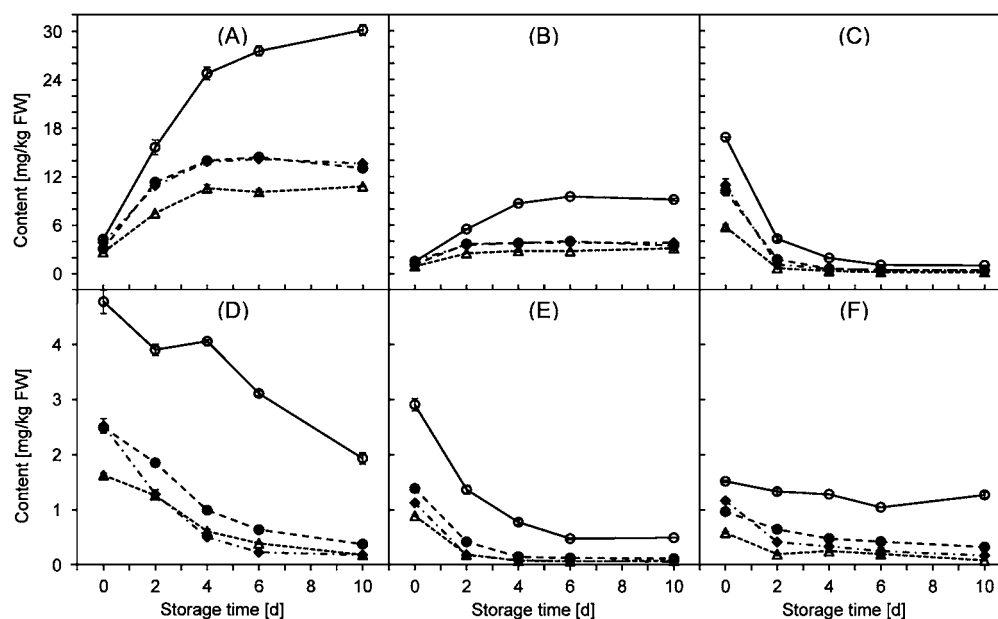 (A) (B) (C)
Content [mg/kg FW]
30
24
18
12
6
0
(D) (E) (F)
Content [mg/kg FW]
4
3
2
1
0
0 2 4 6 8 10 0 2 4 6 8 10 0 2 4 6 8 10
Storage time [d] Storage time [d] Storage time [d]